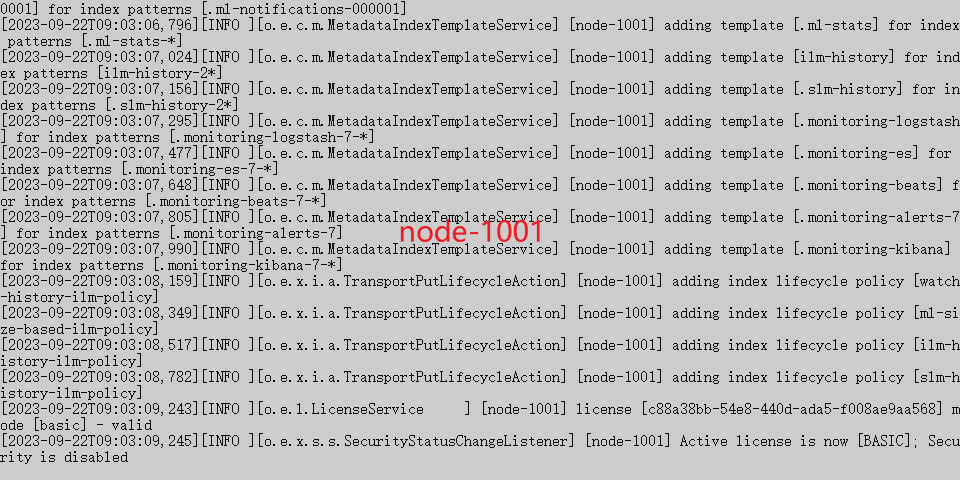 0001] for index patterns [.ml-notifications-000001]
[2023-09-22T09:03:06,796][INFO ][o.e.c.m.MetadataIndexTemplateService] [node-1001] adding template [.ml-stats] for index
 patterns [.ml-stats-*]
[2023-09-22T09:03:07,024][INFO ][o.e.c.m.MetadataIndexTemplateService] [node-1001] adding template [ilm-history] for ind
ex patterns [ilm-history-2*]
[2023-09-22T09:03:07,156][INFO ][o.e.c.m.MetadataIndexTemplateService] [node-1001] adding template [.slm-history] for in
dex patterns [.slm-history-2*]
[2023-09-22T09:03:07,295][INFO ][o.e.c.m.MetadataIndexTemplateService] [node-1001] adding template [.monitoring-logstash
] for index patterns [.monitoring-logstash-7-*]
[2023-09-22T09:03:07,477][INFO ][o.e.c.m.MetadataIndexTemplateService] [node-1001] adding template [.monitoring-es] for
index patterns [.monitoring-es-7-*]
[2023-09-22T09:03:07,648][INFO ][o.e.c.m.MetadataIndexTemplateService] [node-1001] adding template [.monitoring-beats] f
or index patterns [.monitoring-beats-7-*]
[2023-09-22T09:03:07,805][INFO ][o.e.c.m.MetadataIndexTemplateService] [node-1001] adding template [.monitoring-alerts-7
] for index patterns [.monitoring-alerts-7]
node-1001
[2023-09-22T09:03:07,990][INFO ][o.e.c.m.MetadataIndexTemplateService] [node-1001] adding template [.monitoring-kibana]
for index patterns [.monitoring-kibana-7-*]
[2023-09-22T09:03:08,159][INFO ][o.e.x.i.a.TransportPutLifecycleAction] [node-1001] adding index lifecycle policy [watch
-history-ilm-policy]
[2023-09-22T09:03:08,349][INFO ][o.e.x.i.a.TransportPutLifecycleAction] [node-1001] adding index lifecycle policy [ml-si
ze-based-ilm-policy]
[2023-09-22T09:03:08,517][INFO ][o.e.x.i.a.TransportPutLifecycleAction] [node-1001] adding index lifecycle policy [ilm-h
istory-ilm-policy]
[2023-09-22T09:03:08,782][INFO ][o.e.x.i.a.TransportPutLifecycleAction] [node-1001] adding index lifecycle policy [slm-h
istory-ilm-policy]
[2023-09-22T09:03:09,243][INFO ][o.e.l.LicenseService     ] [node-1001] license [c88a38bb-54e8-440d-ada5-f008ae9aa568] m
ode [basic] - valid
[2023-09-22T09:03:09,245][INFO ][o.e.x.s.s.SecurityStatusChangeListener] [node-1001] Active license is now [BASIC]; Secu
rity is disabled